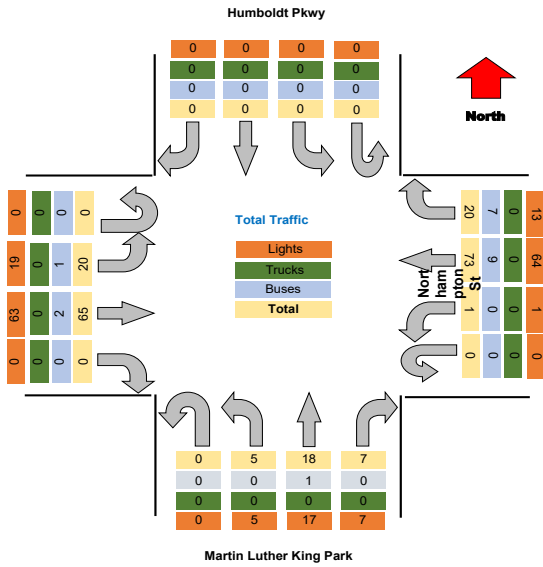 Humboldt Pkwy
0 0 0 0
0 0 0 0
0 0 0 0
0 0 0 0
North
Total Traffic
Lights
Trucks
Buses
Total
0 0 0 0
19 0 1 20
63 0 2 65
0 0 0 0
20 7 0 13
73 9 0 64
1 0 0 1
0 0 0 0
Nort
ham
pton
St
0 5 18 7
0 0 1 0
0 0 0 0
0 5 17 7
Martin Luther King Park